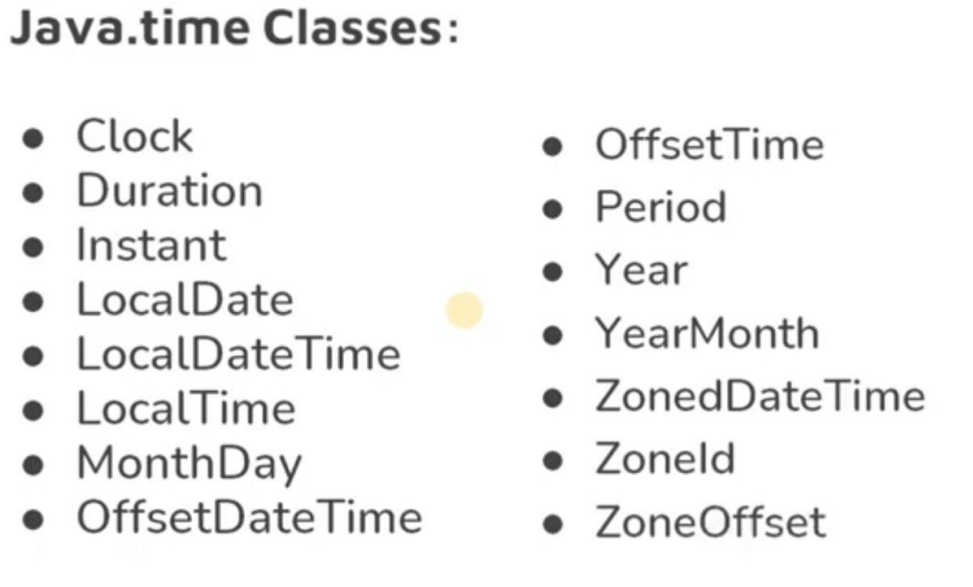 Java.time Classes:
• Clock
• Duration
• Instant
• LocalDate
• LocalDateTime
• LocalTime
• MonthDay
• OffsetDateTime
• OffsetTime
• Period
• Year
• YearMonth
• ZonedDateTime
• ZoneId
• ZoneOffset